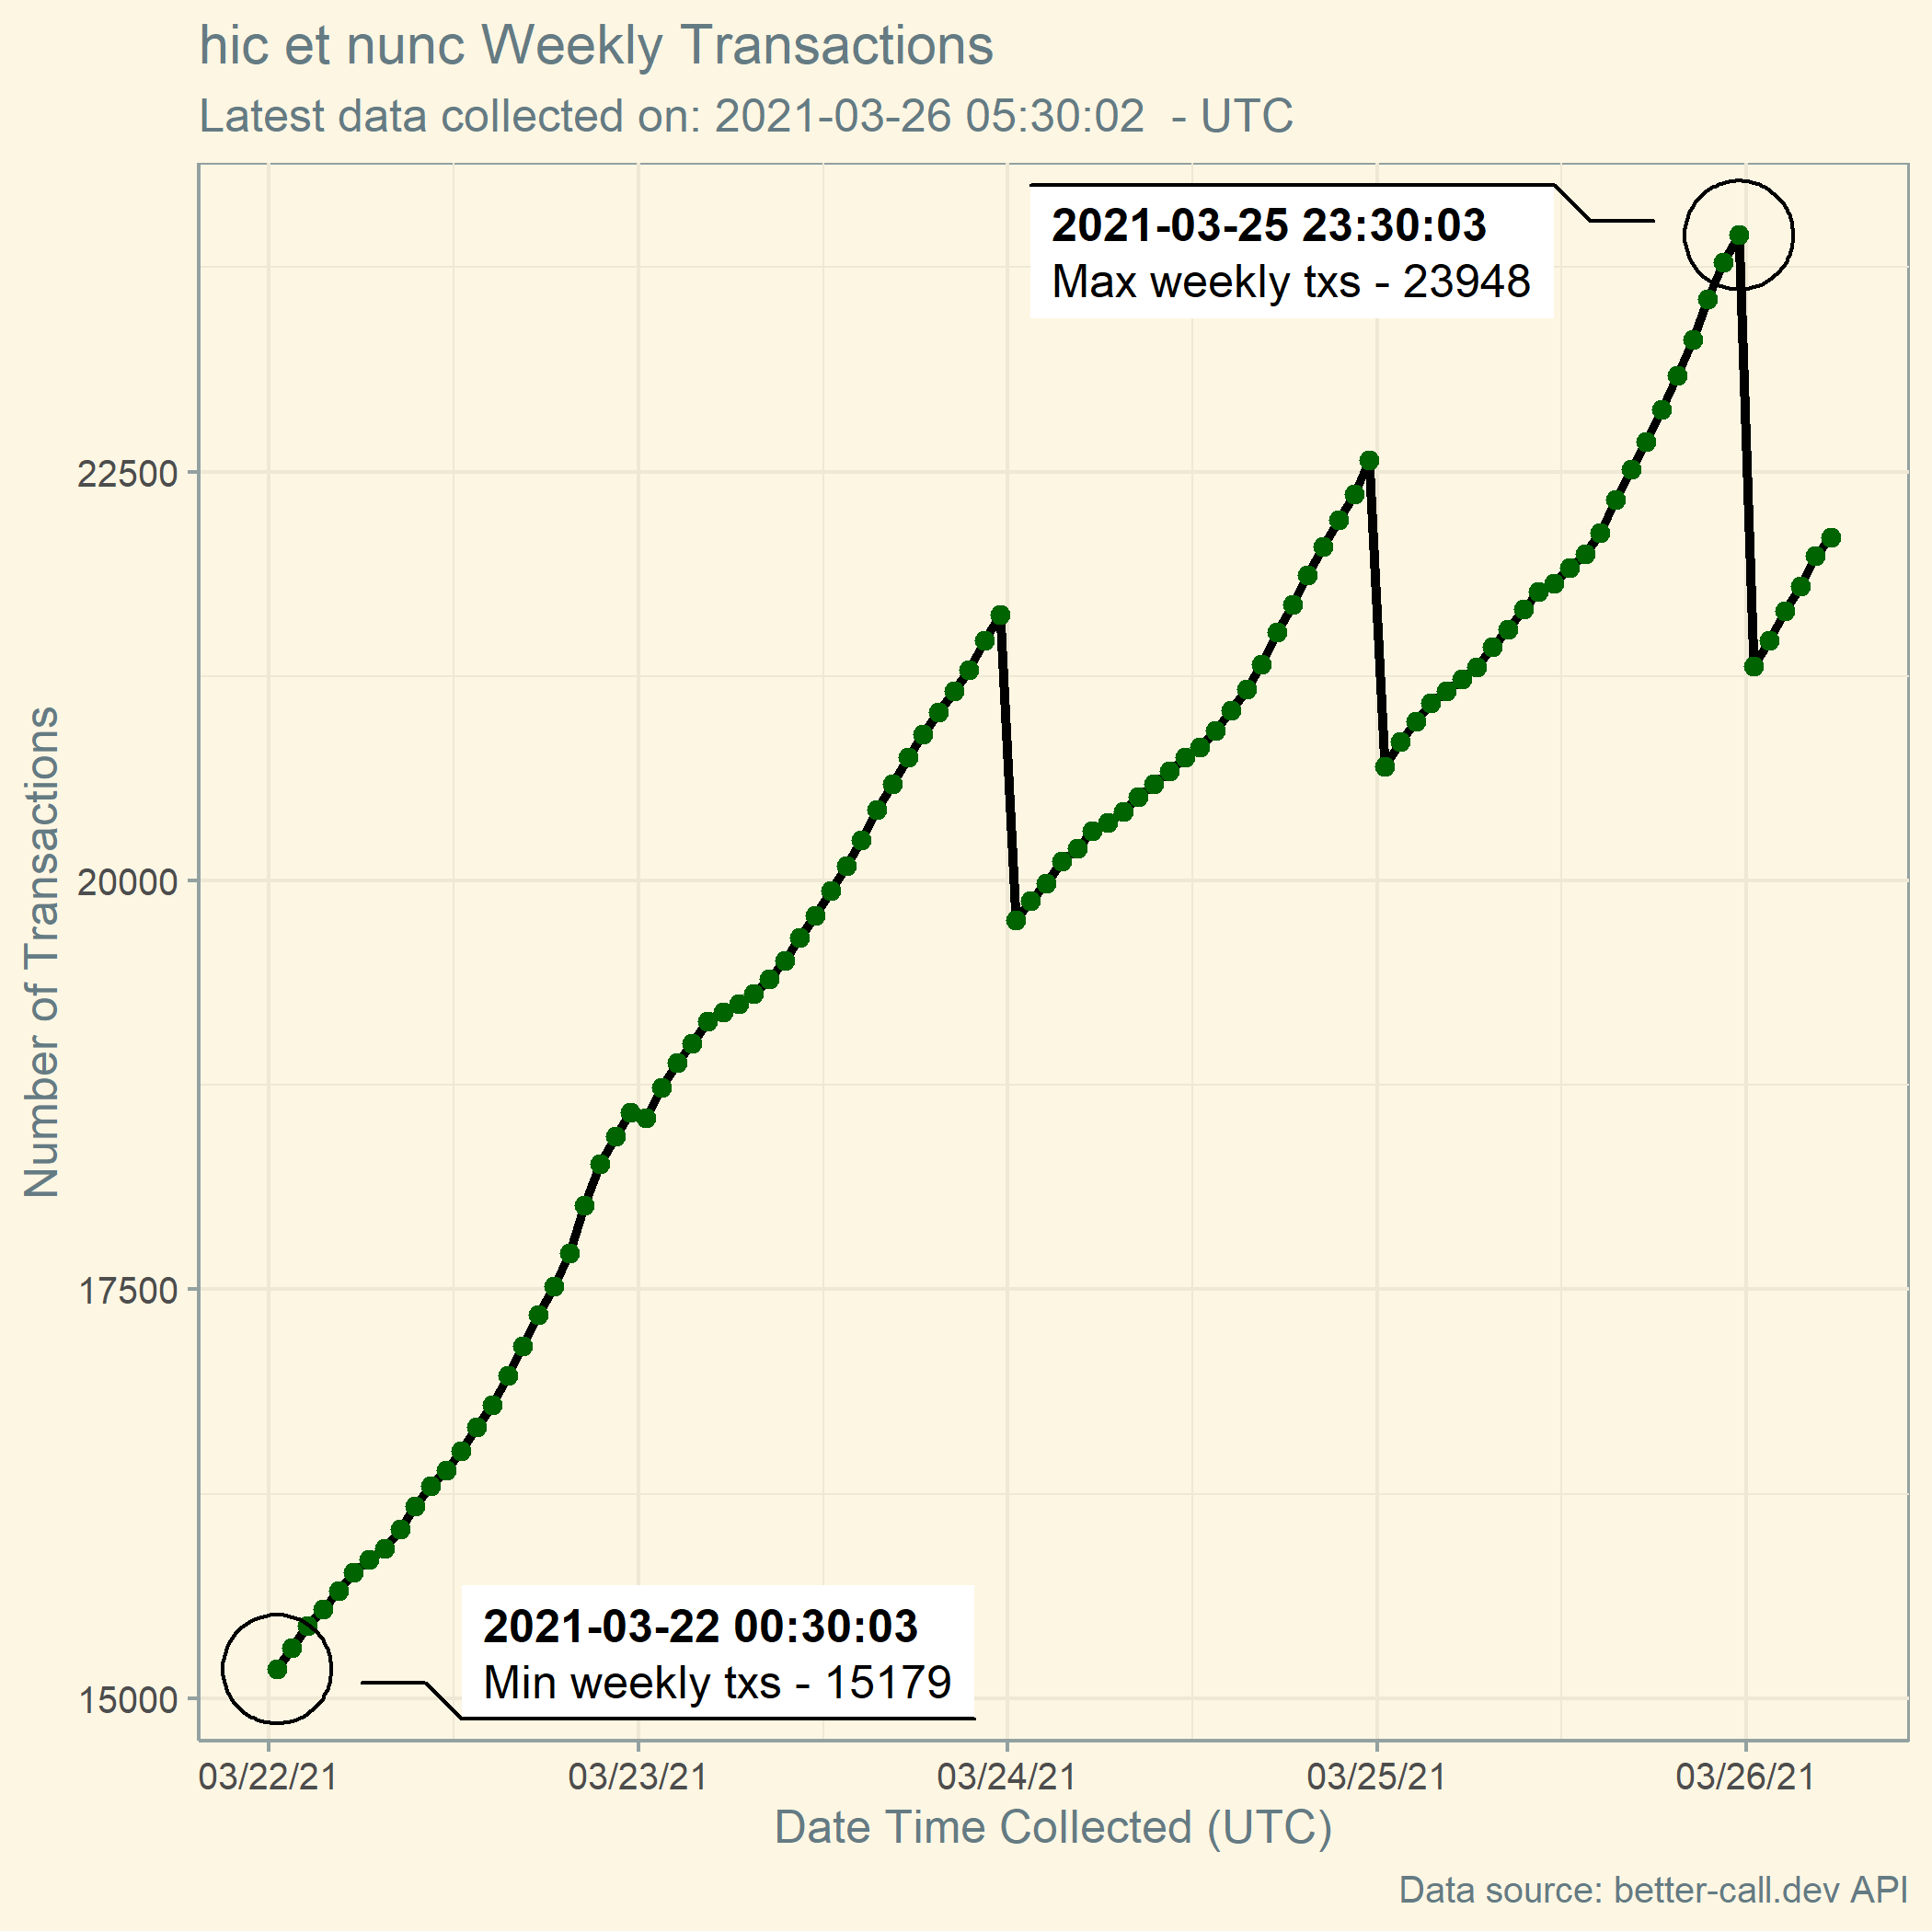 hic et nunc Weekly Transactions
Latest data collected on: 2021-03-26 05:30:02  - UTC
2021-03-25 23:30:03
Max weekly txs - 23948
22500
20000
17500
15000
Number of Transactions
2021-03-22 00:30:03
Min weekly txs - 15179
03/22/21 03/23/21 03/24/21 03/25/21 03/26/21
Date Time Collected (UTC)
Data source: better-call.dev API